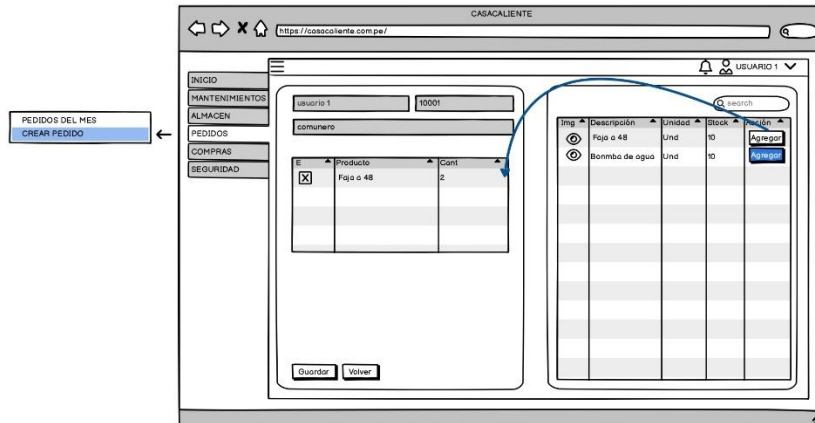 CASACALIENTE
https://casacaliente.com.pe/
USUARIO 1
INICIO
MANTENIMIENTOS
ALMACEN
PEDIDOS
COMPRAS
SEGURIDAD
PEDIDOS DEL MES
CREAR PEDIDO
usuario 1 10001
comunero
E Producto Cant
X Faja a 48 2
Guardar Volver
search
Img Descripción Unidad Stock Acción
Faja a 48 Und 10 Agregar
Bonmba de agua Und 10 Agregar